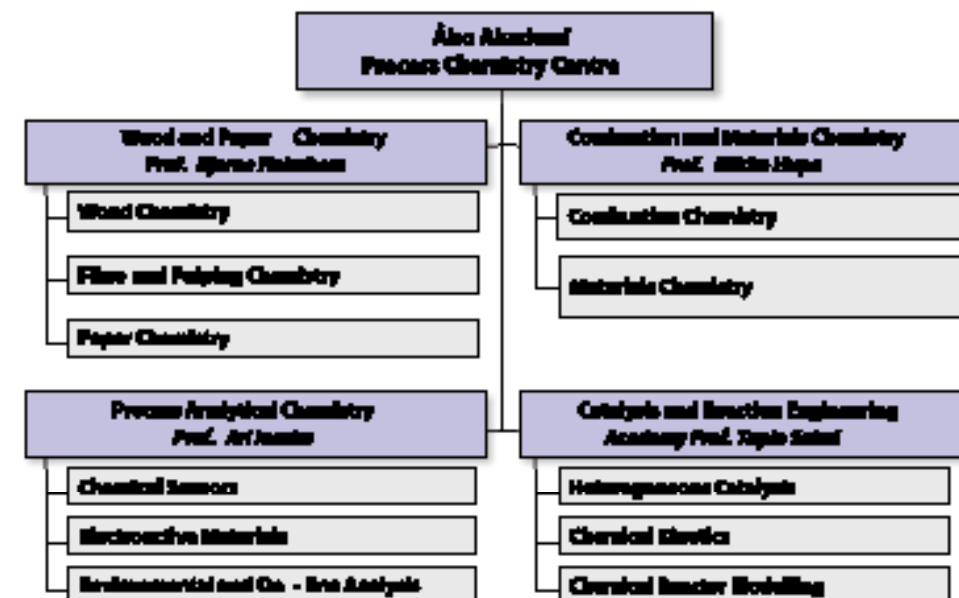 Åbo Akademi
Process Chemistry Centre
Wood and Paper Chemistry
Prof. Bjarne Holmbom
Wood Chemistry
Fibre and Pulping Chemistry
Paper Chemistry
Combustion and Materials Chemistry
Prof. Mikko Hupa
Combustion Chemistry
Materials Chemistry
Process Analytical Chemistry
Prof. Ari Ivaska
Chemical Sensors
Electroactive Materials
Environmental and On - line Analysis
Catalysis and Reaction Engineering
Academy Prof. Tapio Salmi
Heterogeneous Catalysis
Chemical Kinetics
Chemical Reactor Modelling